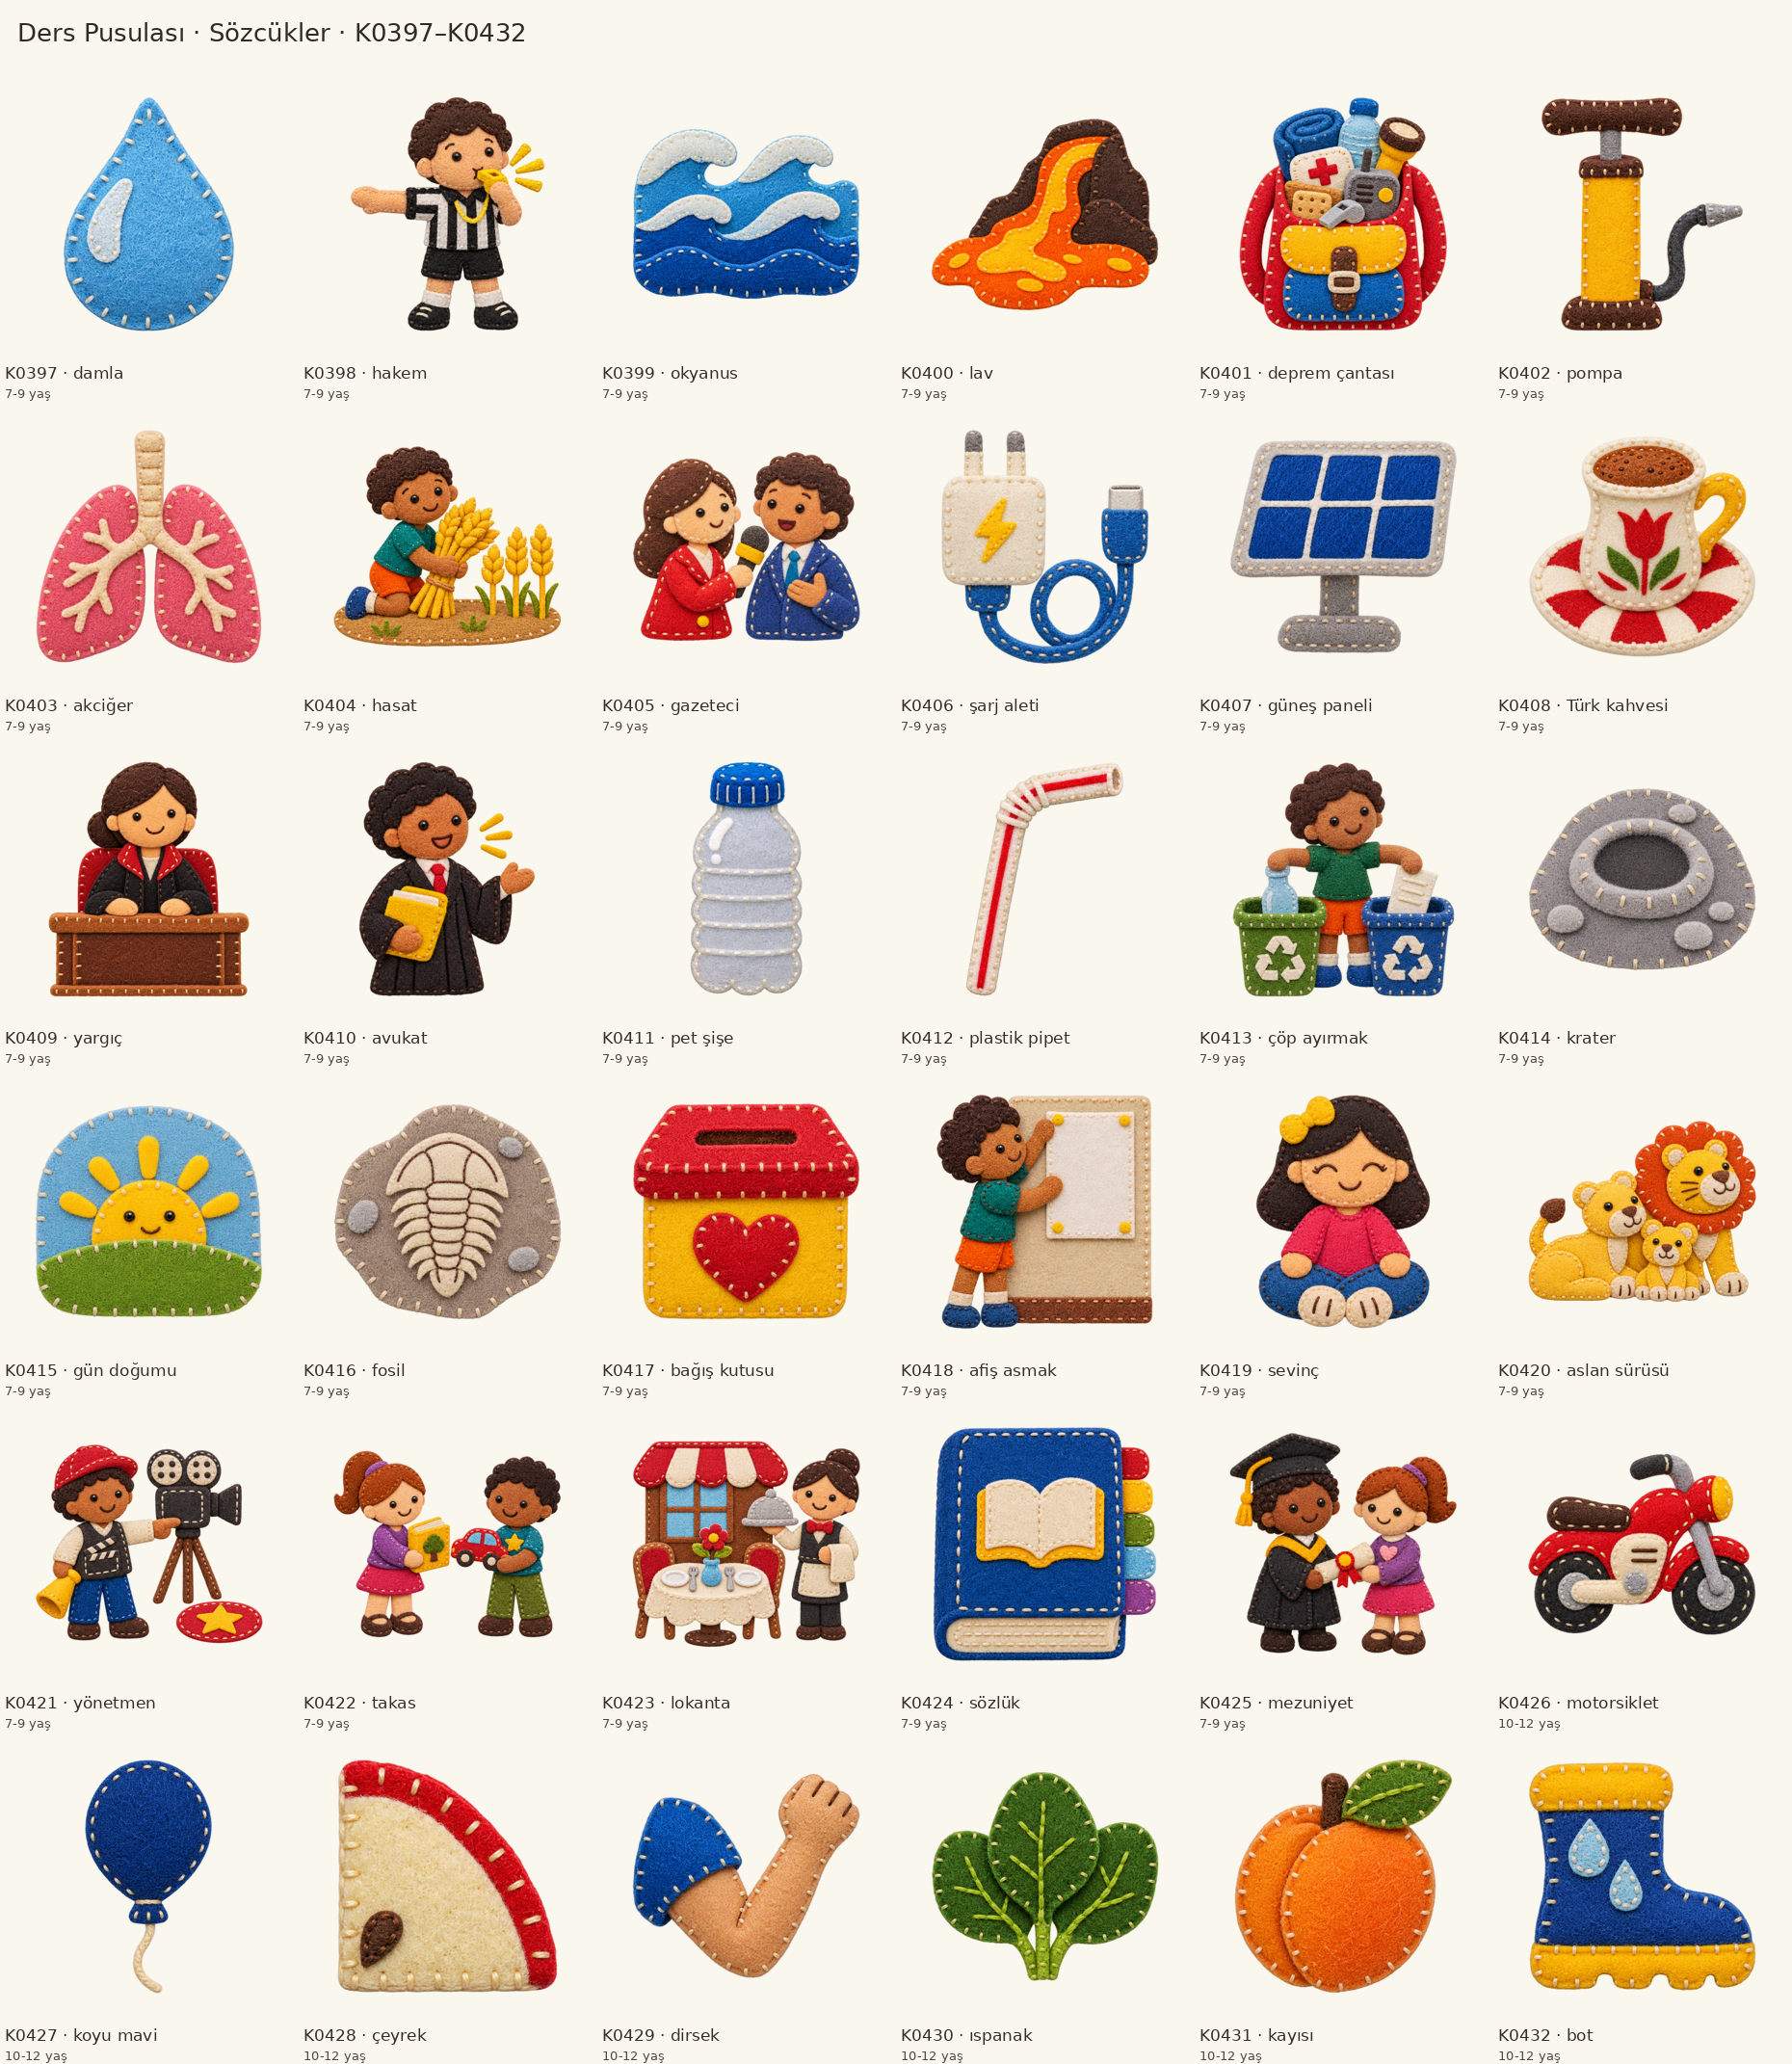 Ders Pusulası · Sözcükler · K0397–K0432
K0397 · damla
7-9 yaş
K0398 · hakem
7-9 yaş
K0399 · okyanus
7-9 yaş
K0400 · lav
7-9 yaş
K0401 · deprem çantası
7-9 yaş
K0402 · pompa
7-9 yaş
K0403 · akciğer
7-9 yaş
K0404 · hasat
7-9 yaş
K0405 · gazeteci
7-9 yaş
K0406 · şarj aleti
7-9 yaş
K0407 · güneş paneli
7-9 yaş
K0408 · Türk kahvesi
7-9 yaş
K0409 · yargıç
7-9 yaş
K0410 · avukat
7-9 yaş
K0411 · pet şişe
7-9 yaş
K0412 · plastik pipet
7-9 yaş
K0413 · çöp ayırmak
7-9 yaş
K0414 · krater
7-9 yaş
K0415 · gün doğumu
7-9 yaş
K0416 · fosil
7-9 yaş
K0417 · bağış kutusu
7-9 yaş
K0418 · afiş asmak
7-9 yaş
K0419 · sevinç
7-9 yaş
K0420 · aslan sürüsü
7-9 yaş
K0421 · yönetmen
7-9 yaş
K0422 · takas
7-9 yaş
K0423 · lokanta
7-9 yaş
K0424 · sözlük
7-9 yaş
K0425 · mezuniyet
7-9 yaş
K0426 · motorsiklet
10-12 yaş
K0427 · koyu mavi
10-12 yaş
K0428 · çeyrek
10-12 yaş
K0429 · dirsek
10-12 yaş
K0430 · ıspanak
10-12 yaş
K0431 · kayısı
10-12 yaş
K0432 · bot
10-12 yaş